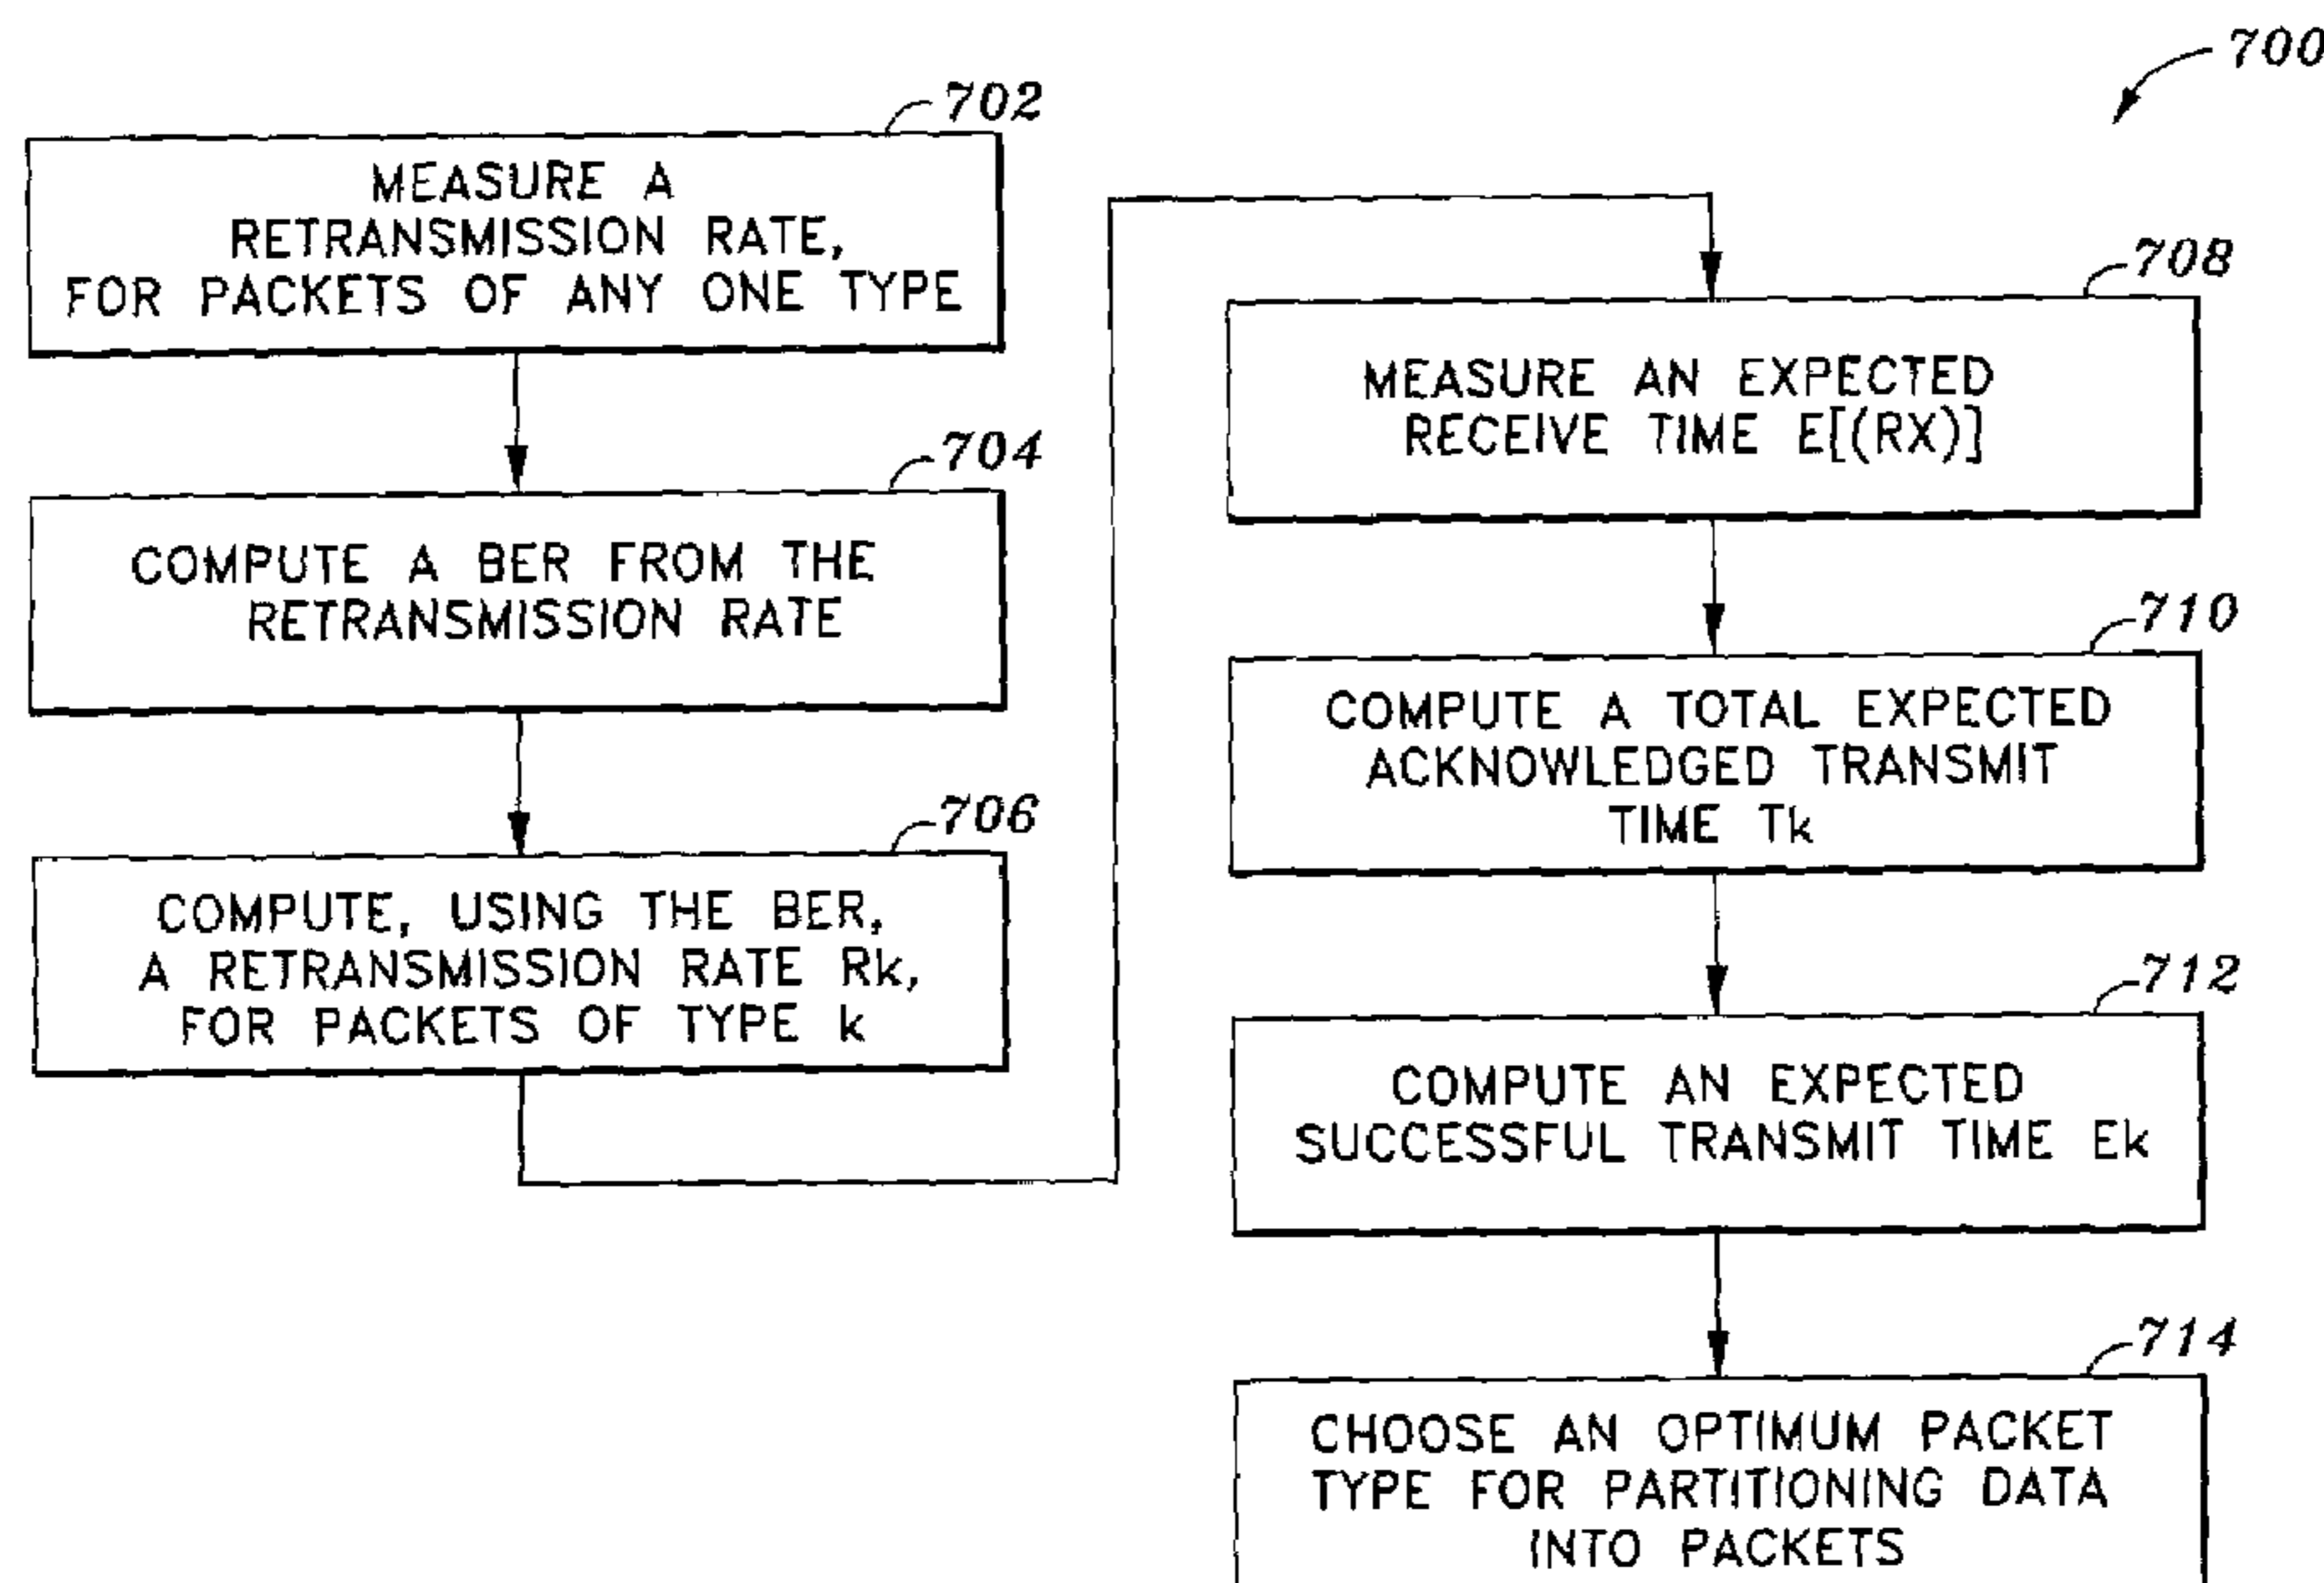 700
702
MEASURE A
RETRANSMISSION RATE,
FOR PACKETS OF ANY ONE TYPE
704
COMPUTE A BER FROM THE
RETRANSMISSION RATE
706
COMPUTE, USING THE BER,
A RETRANSMISSION RATE Rk,
FOR PACKETS OF TYPE k
708
MEASURE AN EXPECTED
RECEIVE TIME E[(RX)]
710
COMPUTE A TOTAL EXPECTED
ACKNOWLEDGED TRANSMIT
TIME Tk
712
COMPUTE AN EXPECTED
SUCCESSFUL TRANSMIT TIME Ek
714
CHOOSE AN OPTIMUM PACKET
TYPE FOR PARTITIONING DATA
INTO PACKETS